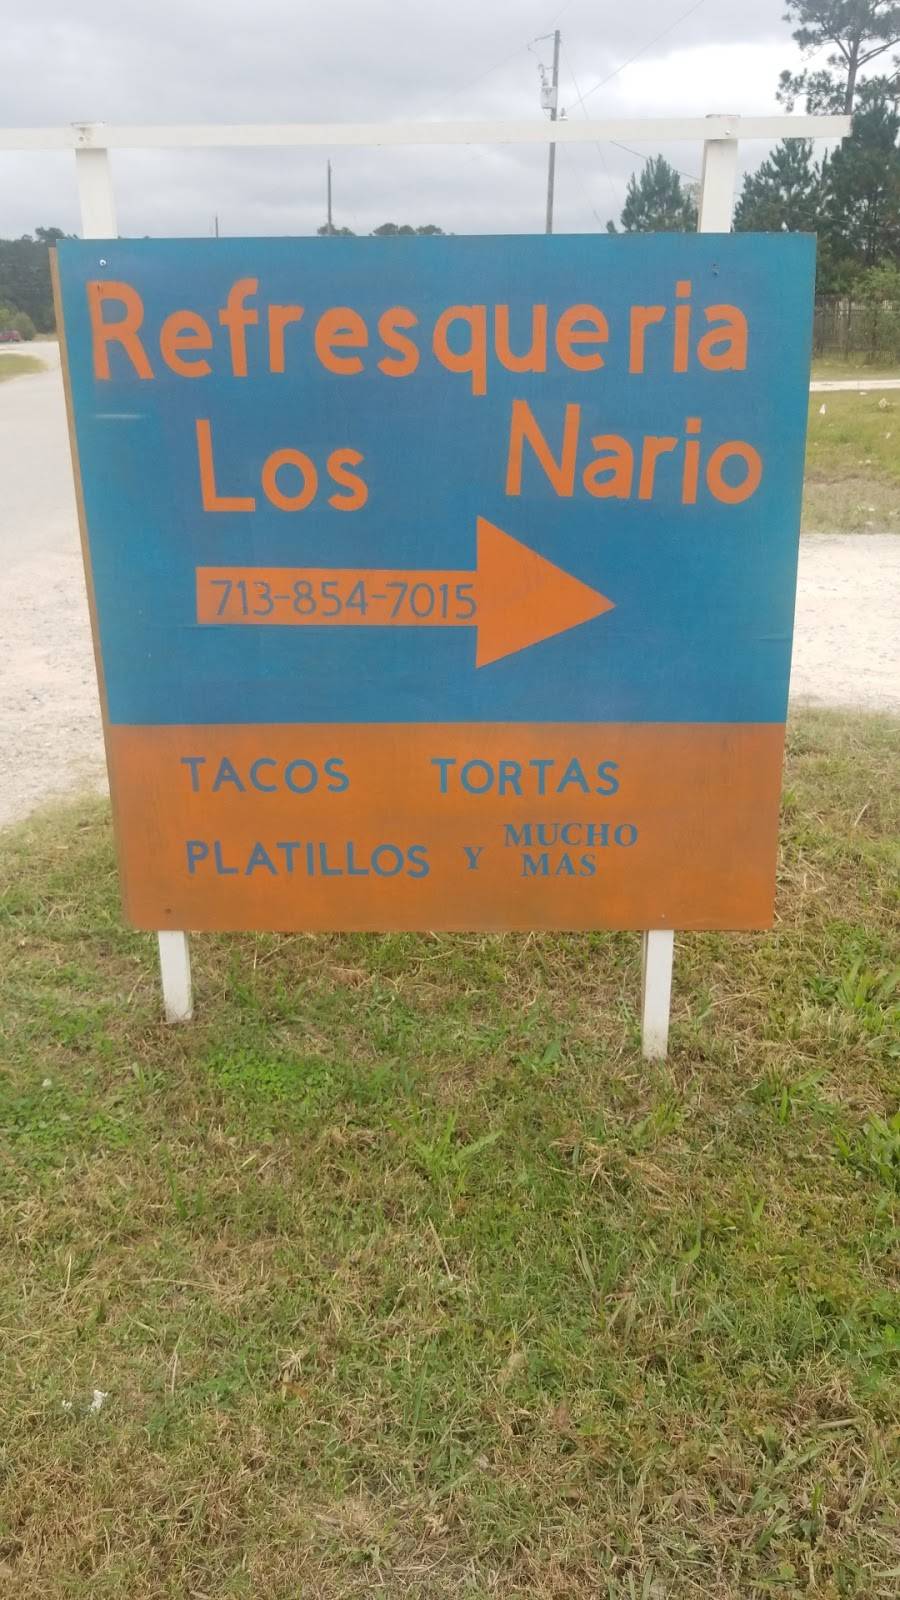 Refresqueria
Los Nario
713-854-7015
TACOS TORTAS
PLATILLOS Y MUCHO
MAS